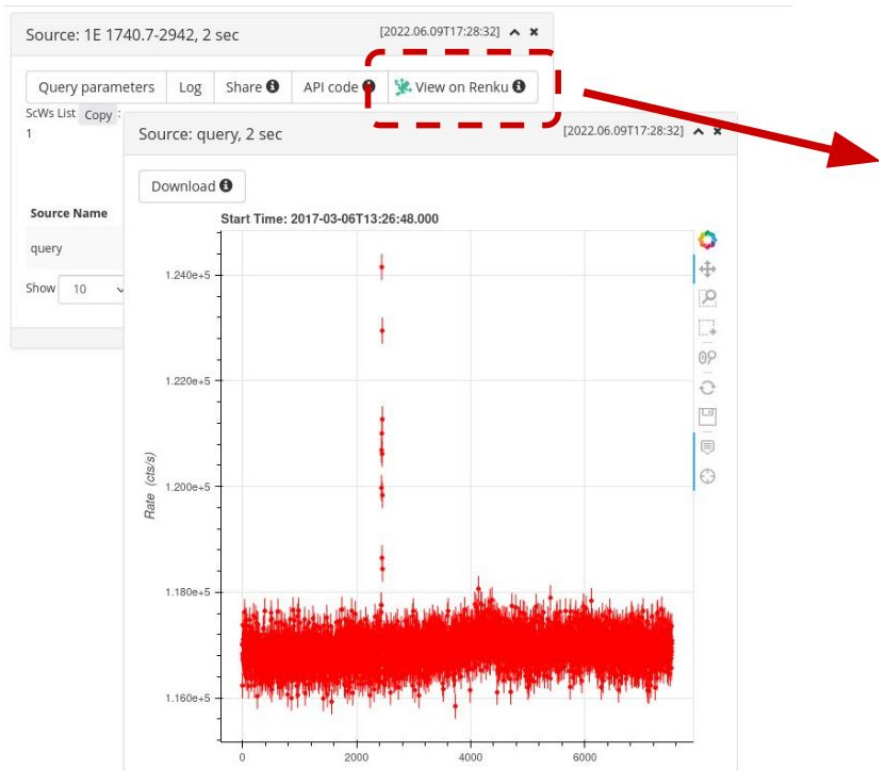 Source: 1E 1740.7-2942, 2 sec [2022.06.09T17:28:32]
Query parameters Log Share API code View on Renku
ScWs List Copy :
1
Source: query, 2 sec [2022.06.09T17:28:32]
Download
Source Name
query
Show 10
Start Time: 2017-03-06T13:26:48.000
1.240e+5
1.220e+5
1.200e+5
1.180e+5
1.160e+5
Rate (cts/s)
0 2000 4000 6000